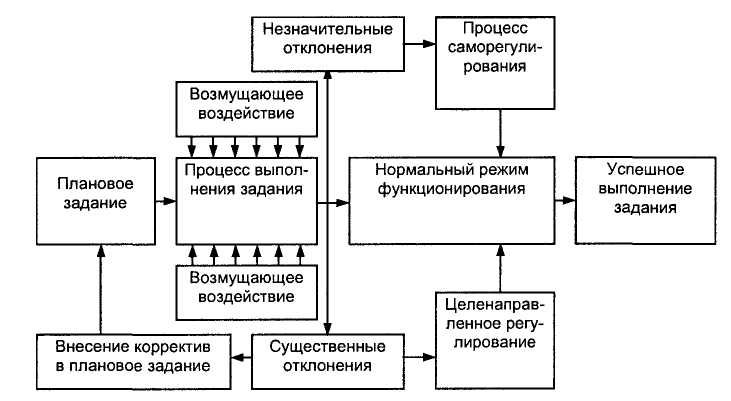 Незначительные
отклонения
Процесс
саморегули-
рования
Возмущающее
воздействие
Плановое
задание
Процесс выпол-
нения задания
Нормальный режим
функционирования
Успешное
выполнение
задания
Возмущающее
воздействие
Целенаправ-
ленное регу-
лирование
Внесение корректив
в плановое задание
Существенные
отклонения